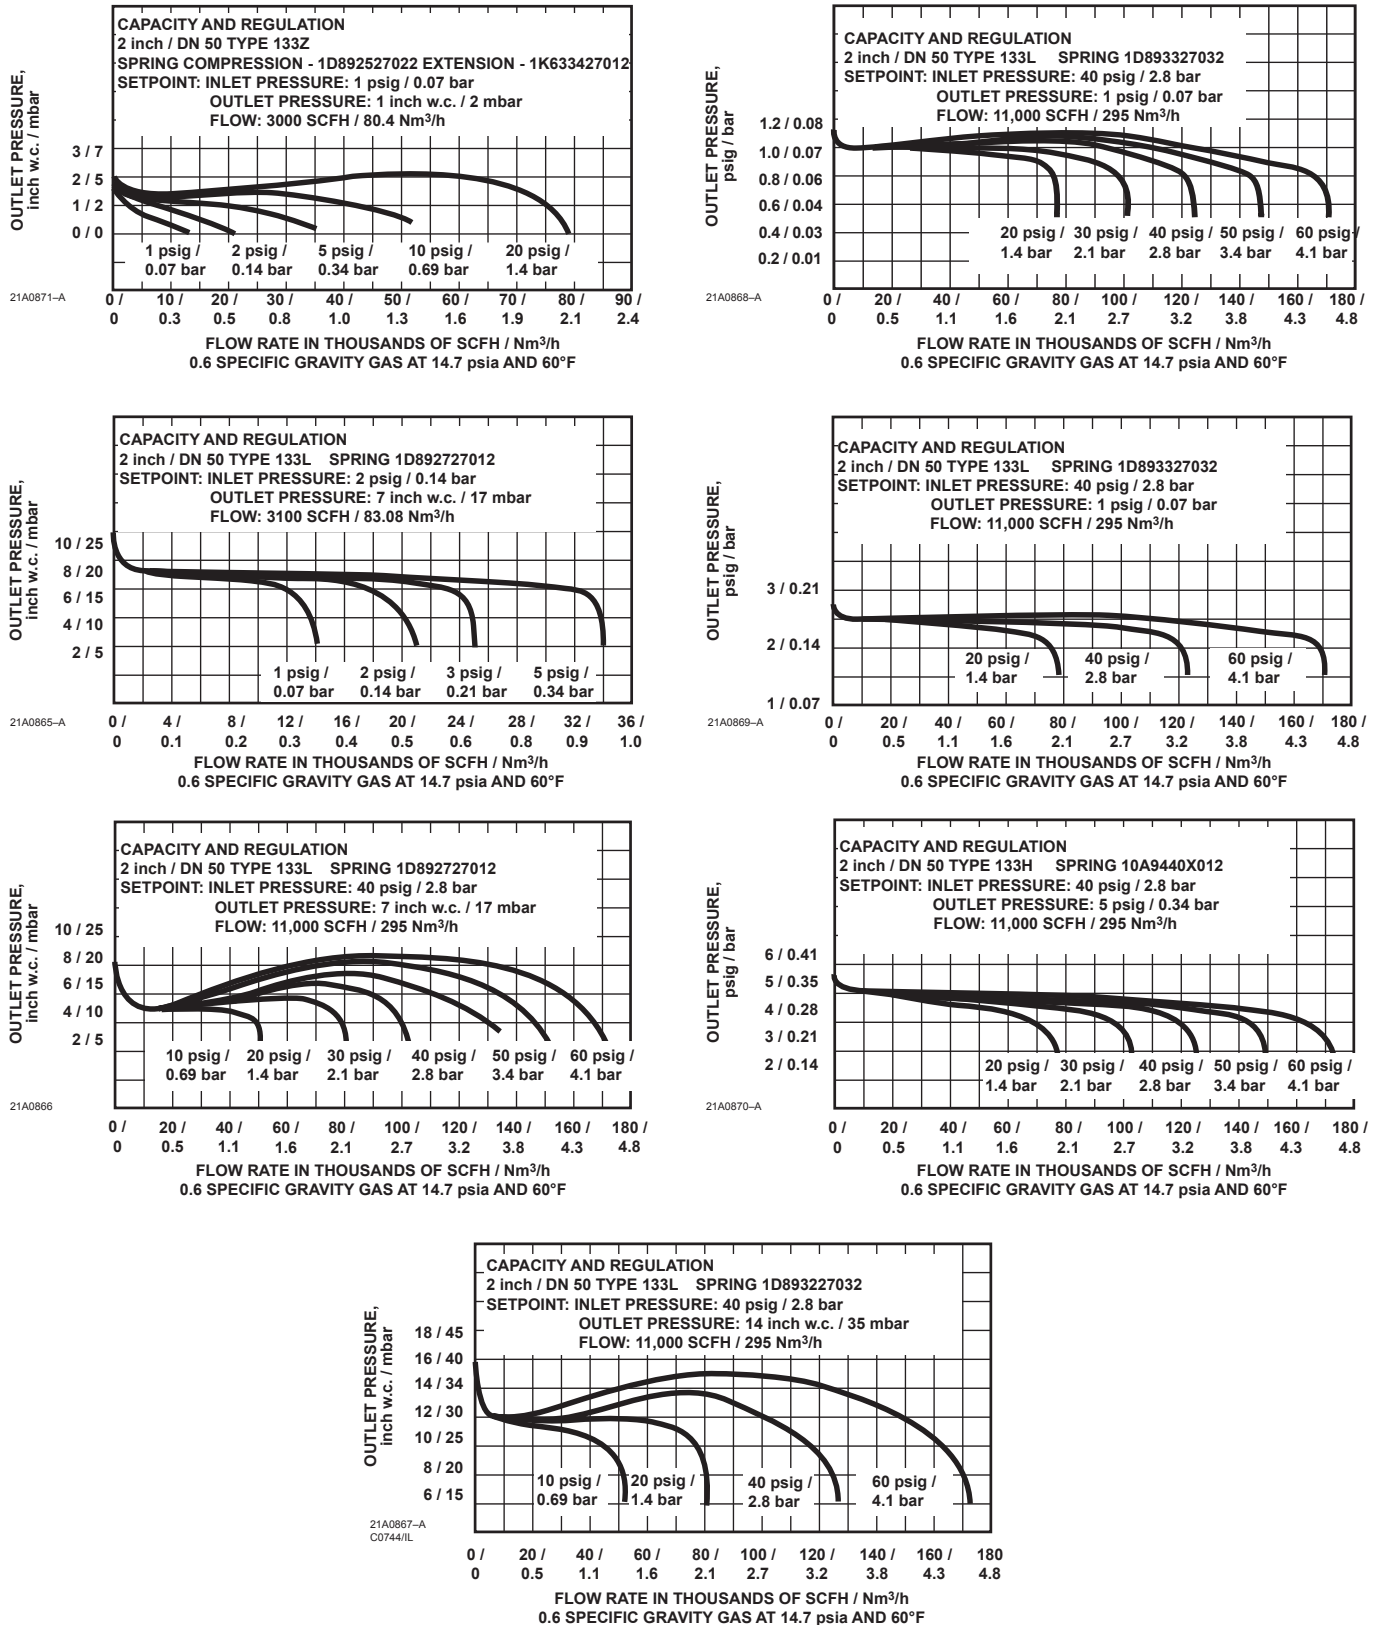 CAPACITY AND REGULATION
2 inch / DN 50 TYPE 133Z
SPRING COMPRESSION - 1D892527022 EXTENSION - 1K633427012
SETPOINT: INLET PRESSURE: 1 psig / 0.07 bar
OUTLET PRESSURE: 1 inch w.c. / 2 mbar
FLOW: 3000 SCFH / 80.4 Nm³/h
OUTLET PRESSURE,
inch w.c. / mbar
3 / 7
2 / 5
1 / 2
0 / 0
1 psig / 2 psig / 5 psig / 10 psig / 20 psig /
0.07 bar 0.14 bar 0.34 bar 0.69 bar 1.4 bar
21A0871–A
0 / 10 / 20 / 30 / 40 / 50 / 60 / 70 / 80 / 90 /
0 0.3 0.5 0.8 1.0 1.3 1.6 1.9 2.1 2.4
FLOW RATE IN THOUSANDS OF SCFH / Nm³/h
0.6 SPECIFIC GRAVITY GAS AT 14.7 psia AND 60°F
CAPACITY AND REGULATION
2 inch / DN 50 TYPE 133L SPRING 1D893327032
SETPOINT: INLET PRESSURE: 40 psig / 2.8 bar
OUTLET PRESSURE: 1 psig / 0.07 bar
FLOW: 11,000 SCFH / 295 Nm³/h
OUTLET PRESSURE,
psig / bar
1.2 / 0.08
1.0 / 0.07
0.8 / 0.06
0.6 / 0.04
0.4 / 0.03
0.2 / 0.01
20 psig / 30 psig / 40 psig / 50 psig / 60 psig /
1.4 bar 2.1 bar 2.8 bar 3.4 bar 4.1 bar
21A0868–A
0 / 20 / 40 / 60 / 80 / 100 / 120 / 140 / 160 / 180 /
0 0.5 1.1 1.6 2.1 2.7 3.2 3.8 4.3 4.8
FLOW RATE IN THOUSANDS OF SCFH / Nm³/h
0.6 SPECIFIC GRAVITY GAS AT 14.7 psia AND 60°F
CAPACITY AND REGULATION
2 inch / DN 50 TYPE 133L SPRING 1D892727012
SETPOINT: INLET PRESSURE: 2 psig / 0.14 bar
OUTLET PRESSURE: 7 inch w.c. / 17 mbar
FLOW: 3100 SCFH / 83.08 Nm³/h
OUTLET PRESSURE,
inch w.c. / mbar
10 / 25
8 / 20
6 / 15
4 / 10
2 / 5
1 psig / 2 psig / 3 psig / 5 psig /
0.07 bar 0.14 bar 0.21 bar 0.34 bar
21A0865–A
0 / 4 / 8 / 12 / 16 / 20 / 24 / 28 / 32 / 36 /
0 0.1 0.2 0.3 0.4 0.5 0.6 0.8 0.9 1.0
FLOW RATE IN THOUSANDS OF SCFH / Nm³/h
0.6 SPECIFIC GRAVITY GAS AT 14.7 psia AND 60°F
CAPACITY AND REGULATION
2 inch / DN 50 TYPE 133L SPRING 1D893327032
SETPOINT: INLET PRESSURE: 40 psig / 2.8 bar
OUTLET PRESSURE: 1 psig / 0.07 bar
FLOW: 11,000 SCFH / 295 Nm³/h
OUTLET PRESSURE,
psig / bar
3 / 0.21
2 / 0.14
1 / 0.07
20 psig / 40 psig / 60 psig /
1.4 bar 2.8 bar 4.1 bar
21A0869–A
0 / 20 / 40 / 60 / 80 / 100 / 120 / 140 / 160 / 180 /
0 0.5 1.1 1.6 2.1 2.7 3.2 3.8 4.3 4.8
FLOW RATE IN THOUSANDS OF SCFH / Nm³/h
0.6 SPECIFIC GRAVITY GAS AT 14.7 psia AND 60°F
CAPACITY AND REGULATION
2 inch / DN 50 TYPE 133L SPRING 1D892727012
SETPOINT: INLET PRESSURE: 40 psig / 2.8 bar
OUTLET PRESSURE: 7 inch w.c. / 17 mbar
FLOW: 11,000 SCFH / 295 Nm³/h
OUTLET PRESSURE,
inch w.c. / mbar
10 / 25
8 / 20
6 / 15
4 / 10
2 / 5
10 psig / 20 psig / 30 psig / 40 psig / 50 psig / 60 psig /
0.69 bar 1.4 bar 2.1 bar 2.8 bar 3.4 bar 4.1 bar
21A0866
0 / 20 / 40 / 60 / 80 / 100 / 120 / 140 / 160 / 180 /
0 0.5 1.1 1.6 2.1 2.7 3.2 3.8 4.3 4.8
FLOW RATE IN THOUSANDS OF SCFH / Nm³/h
0.6 SPECIFIC GRAVITY GAS AT 14.7 psia AND 60°F
CAPACITY AND REGULATION
2 inch / DN 50 TYPE 133H SPRING 10A9440X012
SETPOINT: INLET PRESSURE: 40 psig / 2.8 bar
OUTLET PRESSURE: 5 psig / 0.34 bar
FLOW: 11,000 SCFH / 295 Nm³/h
OUTLET PRESSURE,
psig / bar
6 / 0.41
5 / 0.35
4 / 0.28
3 / 0.21
2 / 0.14
20 psig / 30 psig / 40 psig / 50 psig / 60 psig /
1.4 bar 2.1 bar 2.8 bar 3.4 bar 4.1 bar
21A0870–A
0 / 20 / 40 / 60 / 80 / 100 / 120 / 140 / 160 / 180 /
0 0.5 1.1 1.6 2.1 2.7 3.2 3.8 4.3 4.8
FLOW RATE IN THOUSANDS OF SCFH / Nm³/h
0.6 SPECIFIC GRAVITY GAS AT 14.7 psia AND 60°F
CAPACITY AND REGULATION
2 inch / DN 50 TYPE 133L SPRING 1D893227032
SETPOINT: INLET PRESSURE: 40 psig / 2.8 bar
OUTLET PRESSURE: 14 inch w.c. / 35 mbar
FLOW: 11,000 SCFH / 295 Nm³/h
OUTLET PRESSURE,
inch w.c. / mbar
18 / 45
16 / 40
14 / 34
12 / 30
10 / 25
8 / 20
6 / 15
10 psig / 20 psig / 40 psig / 60 psig /
0.69 bar 1.4 bar 2.8 bar 4.1 bar
21A0867–A
C0744/IL
0 / 20 / 40 / 60 / 80 / 100 / 120 / 140 / 160 / 180
0 0.5 1.1 1.6 2.1 2.7 3.2 3.8 4.3 4.8
FLOW RATE IN THOUSANDS OF SCFH / Nm³/h
0.6 SPECIFIC GRAVITY GAS AT 14.7 psia AND 60°F